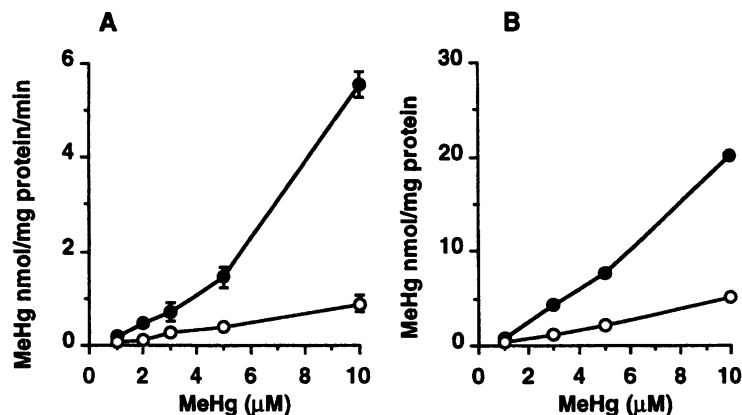 A
MeHg nmol/mg protein/min
6
4
2
0
0 2 4 6 8 10
MeHg (μM)
B
MeHg nmol/mg protein
30
20
10
0
0 2 4 6 8 10
MeHg (μM)